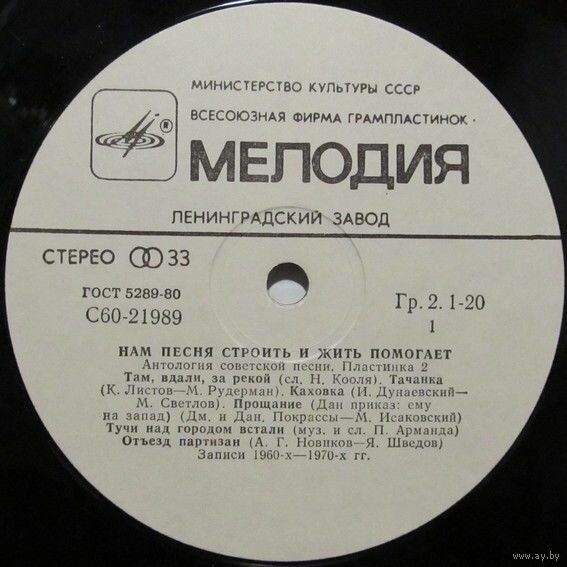 МИНИСТЕРСТВО КУЛЬТУРЫ СССР
ВСЕСОЮЗНАЯ ФИРМА ГРАМПЛАСТИНОК
®
МЕЛОДИЯ
ЛЕНИНГРАДСКИЙ ЗАВОД
СТЕРЕО 33
ГОСТ 5289-80
С60-21989
Гр. 2. 1-20
1
НАМ ПЕСНЯ СТРОИТЬ И ЖИТЬ ПОМОГАЕТ
Антология советской песни. Пластинка 2
Там, вдали, за рекой (сл. Н. Кооля). Тачанка
(К. Листов—М. Рудерман). Каховка (И. Дунаевский—
М. Светлов). Прощание (Дан приказ: ему
на запад) (Дм. и Дан. Покрассы—М. Исаковский)
Тучи над городом встали (муз. и сл. П. Арманда)
Отъезд партизан (А. Г. Новиков—Я. Шведов)
Записи 1960-х—1970-х гг.
www.ay.by